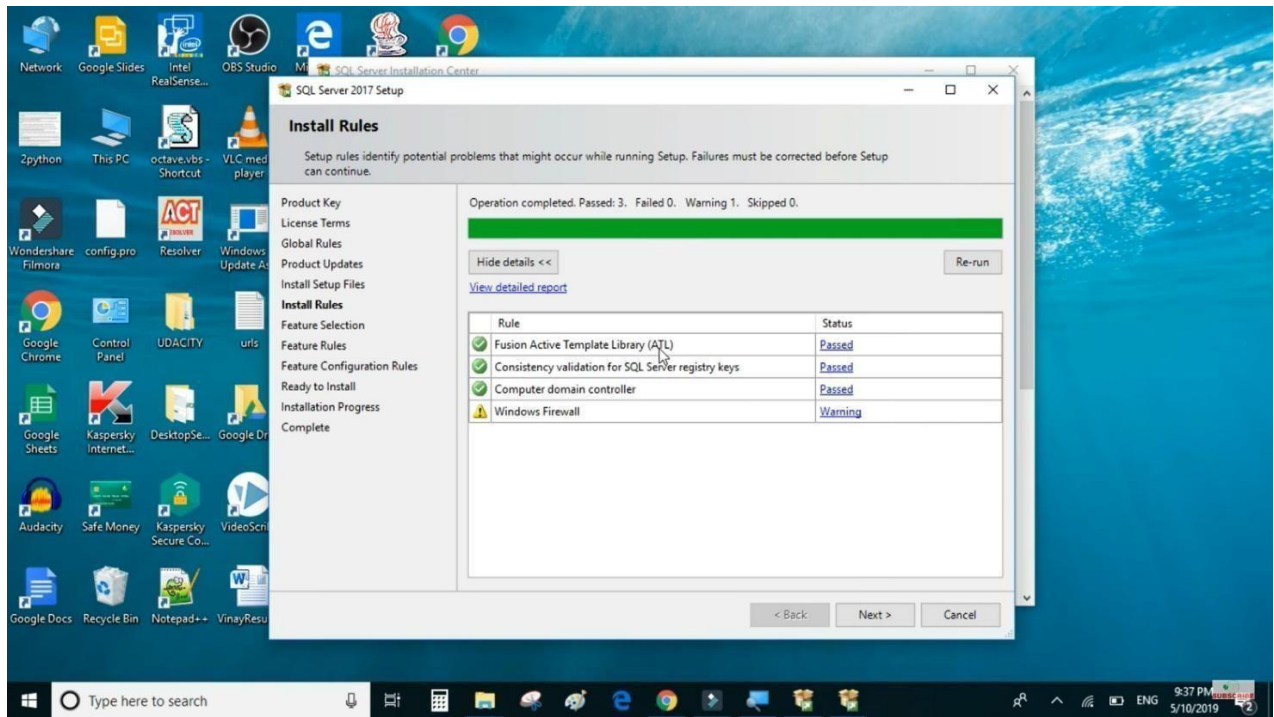 Network
Google Slides
Intel
RealSense...
OBS Studio
SQL Server Installation Center
SQL Server 2017 Setup
Install Rules
Setup rules identify potential problems that might occur while running Setup. Failures must be corrected before Setup
can continue.
2python
This PC
octave.vbs -
Shortcut
VLC med
player
Product Key
License Terms
Global Rules
Product Updates
Install Setup Files
Install Rules
Feature Selection
Feature Rules
Feature Configuration Rules
Ready to Install
Installation Progress
Complete
Operation completed. Passed: 3. Failed 0. Warning 1. Skipped 0.
Hide details <<
Re-run
View detailed report
Rule Status
Fusion Active Template Library (ATL) Passed
Consistency validation for SQL Server registry keys Passed
Computer domain controller Passed
Windows Firewall Warning
< Back
Next >
Cancel
Wondershare
Filmora
config.pro
ACT
RESOLVER
Resolver
Windows
Update As
Google
Chrome
Control
Panel
UDACITY
urls
Google
Sheets
Kaspersky
Internet...
DesktopSe...
Google Dr
Audacity
Safe Money
Kaspersky
Secure Co...
VideoScri
Google Docs
Recycle Bin
Notepad++
VinayResu
Type here to search
ENG
9:37 PM
5/10/2019
SUBSCRIBE
2